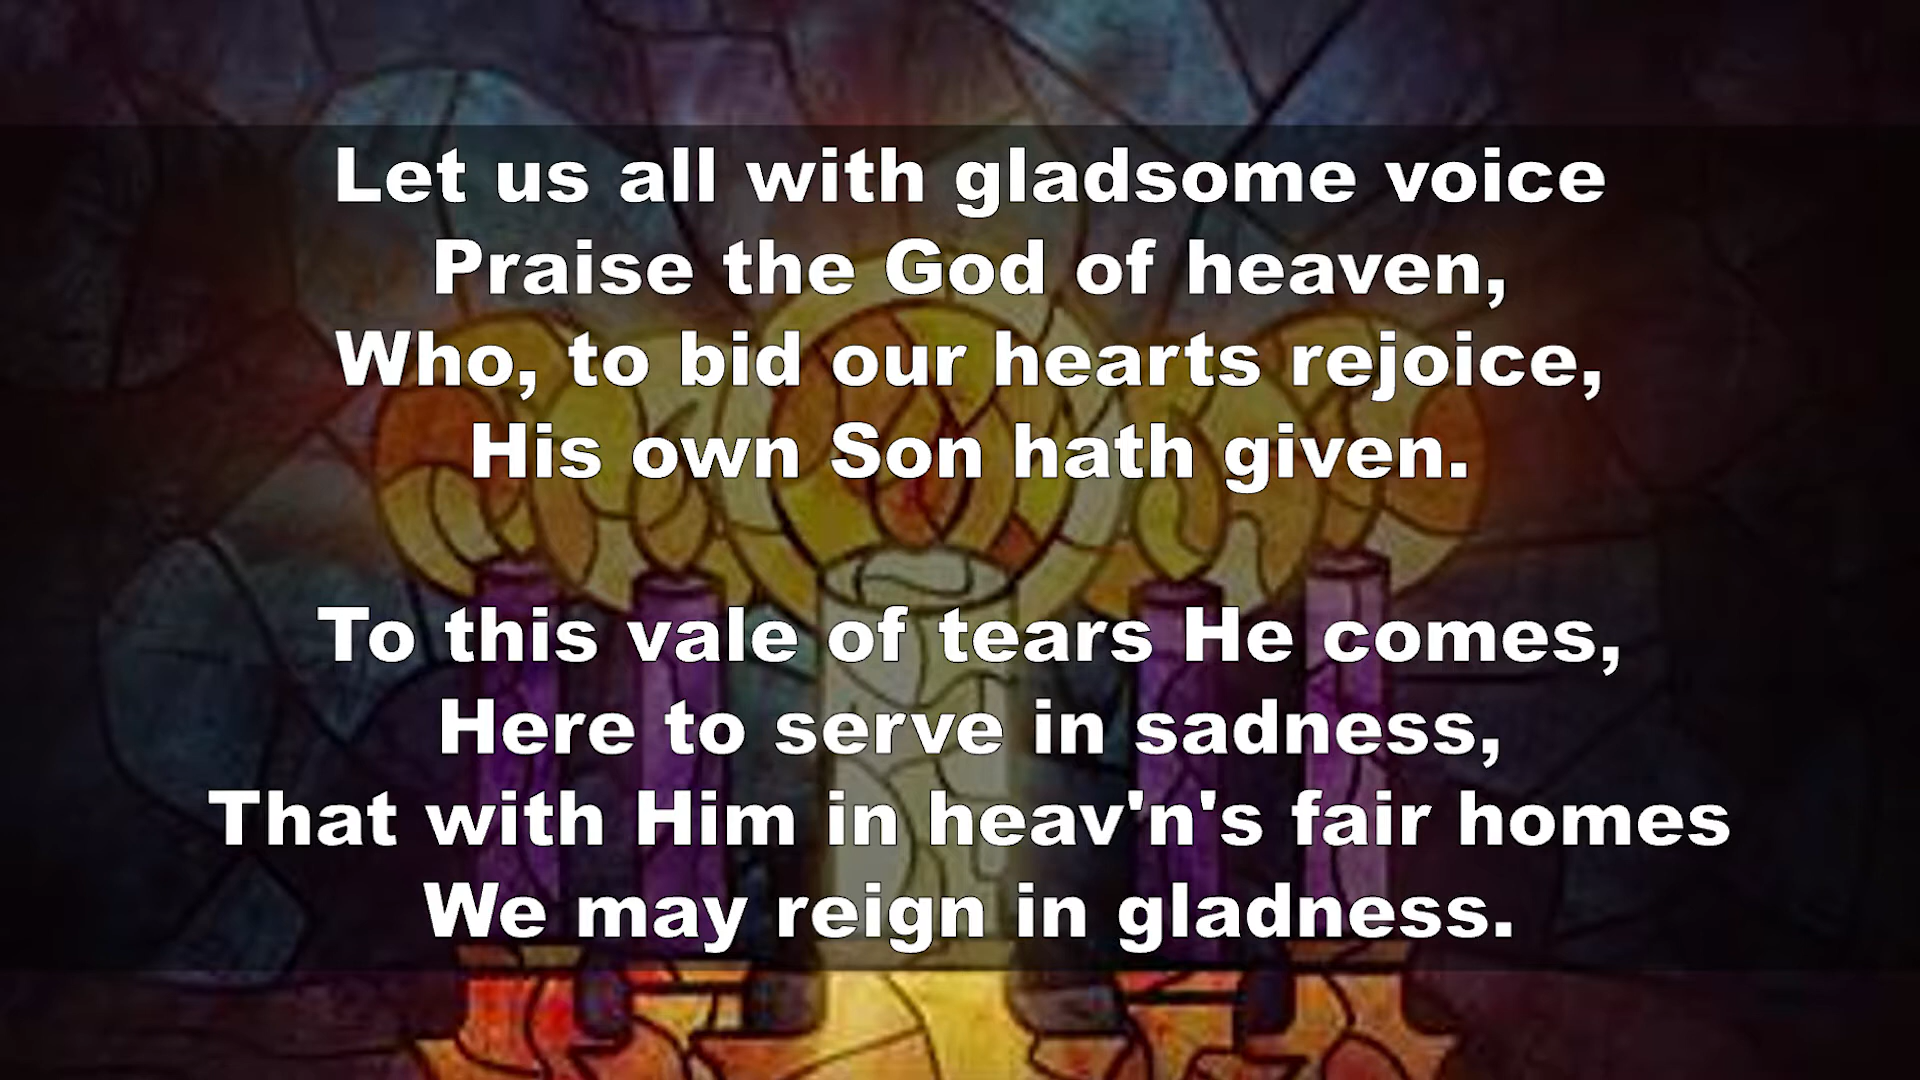 Let us all with gladsome voice
Praise the God of heaven,
Who, to bid our hearts rejoice,
His own Son hath given.
To this vale of tears He comes,
Here to serve in sadness,
That with Him in heav'n's fair homes
We may reign in gladness.